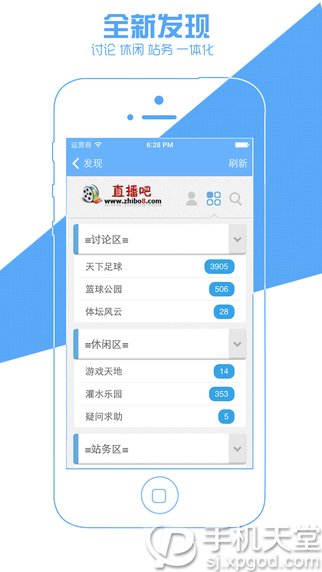 全新发现
讨论 休闲 站务 一体化
运营商 6:28 PM
发现 刷新
直播吧
www.zhibo8.com
≡讨论区≡
天下足球 3905
篮球公园 506
体坛风云 28
≡休闲区≡
游戏天地 14
灌水乐园 353
疑问求助 5
≡站务区≡
手机天堂
sj.xpgod.com